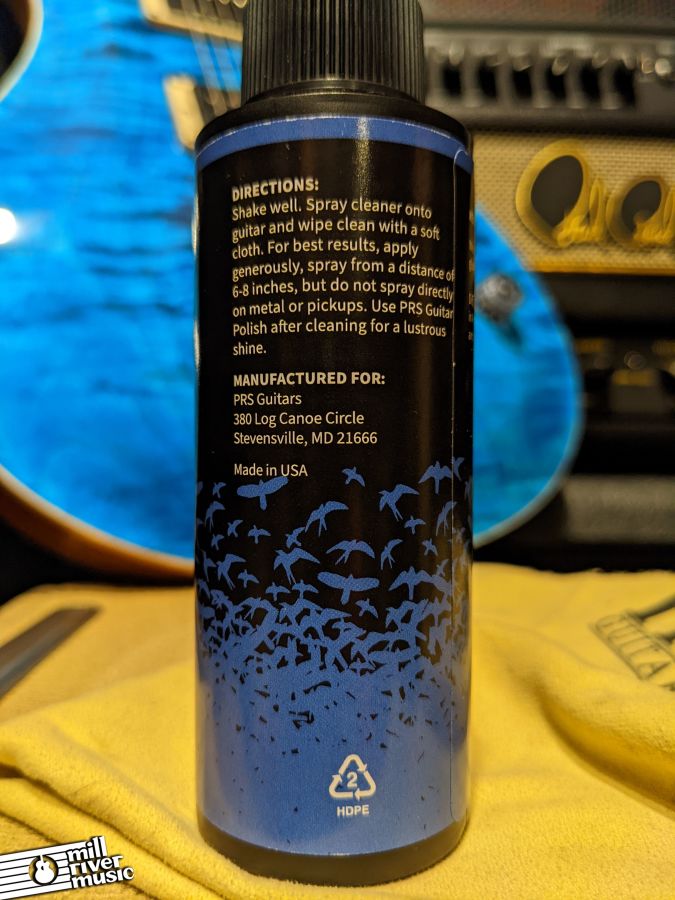 DIRECTIONS:
Shake well. Spray cleaner onto
guitar and wipe clean with a soft
cloth. For best results, apply
generously, spray from a distance of
6-8 inches, but do not spray directly
on metal or pickups. Use PRS Guitar
Polish after cleaning for a lustrous
shine.
MANUFACTURED FOR:
PRS Guitars
380 Log Canoe Circle
Stevensville, MD 21666
Made in USA
2
HDPE
mill
river
music